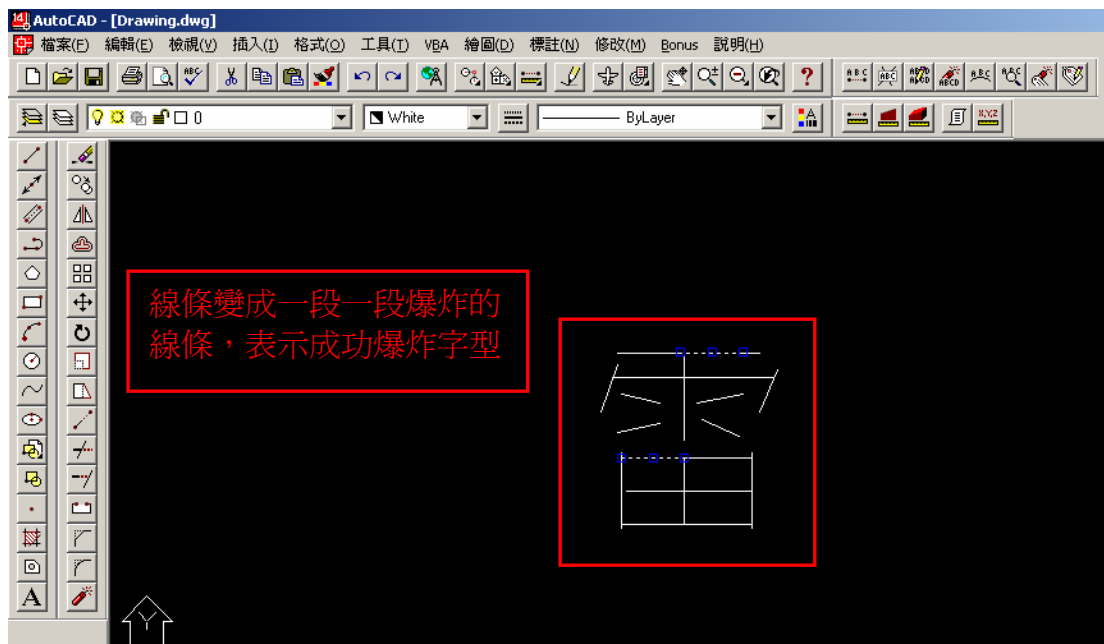 AutoCAD - [Drawing.dwg]
檔案(F) 編輯(E) 檢視(V) 插入(I) 格式(O) 工具(T) VBA 繪圖(D) 標註(N) 修改(M) Bonus 說明(H)
0 White ByLayer
線條變成一段一段爆炸的
線條，表示成功爆炸字型
雷
A
Y